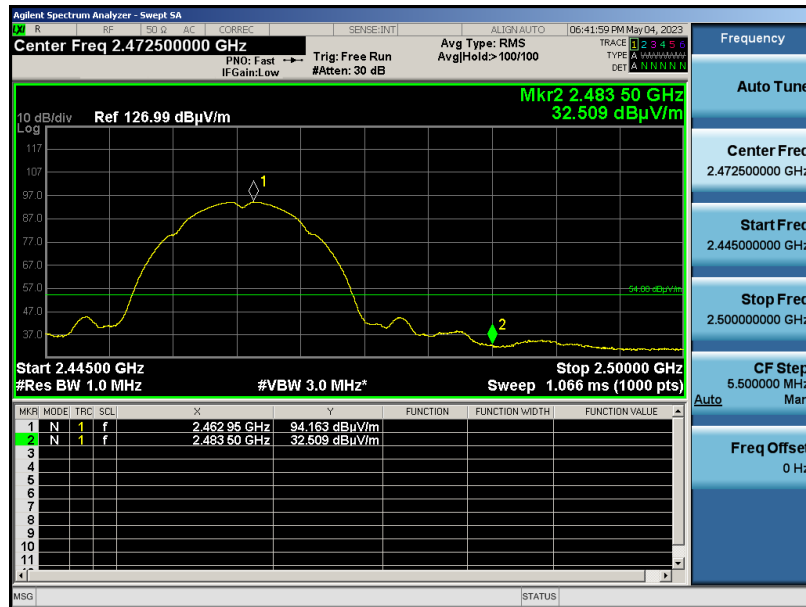 Agilent Spectrum Analyzer - Swept SA
LXI R RF 50 Ω AC CORREC SENSE:INT ALIGN AUTO 06:41:59 PM May 04, 2023
Center Freq 2.472500000 GHz
Avg Type: RMS
TRACE 1 2 3 4 5 6
PNO: Fast
Trig: Free Run
Avg|Hold:>100/100
TYPE A WWWWW
IFGain:Low
#Atten: 30 dB
DET A N N N N N
Mkr2 2.483 50 GHz
32.509 dBµV/m
10 dB/div Ref 126.99 dBµV/m
Log
117
107
97.0
87.0
77.0
67.0
57.0
54.00 dBµV/m
47.0
37.0
1
2
Start 2.44500 GHz Stop 2.50000 GHz
#Res BW 1.0 MHz #VBW 3.0 MHz* Sweep 1.066 ms (1000 pts)
MKR MODE TRC SCL X Y FUNCTION FUNCTION WIDTH FUNCTION VALUE
1 N 1 f 2.462 95 GHz 94.163 dBµV/m
2 N 1 f 2.483 50 GHz 32.509 dBµV/m
3
4
5
6
7
8
9
10
11
MSG STATUS
Frequency
Auto Tune
Center Freq
2.472500000 GHz
Start Freq
2.445000000 GHz
Stop Freq
2.500000000 GHz
CF Step
5.500000 MHz
Auto Man
Freq Offset
0 Hz